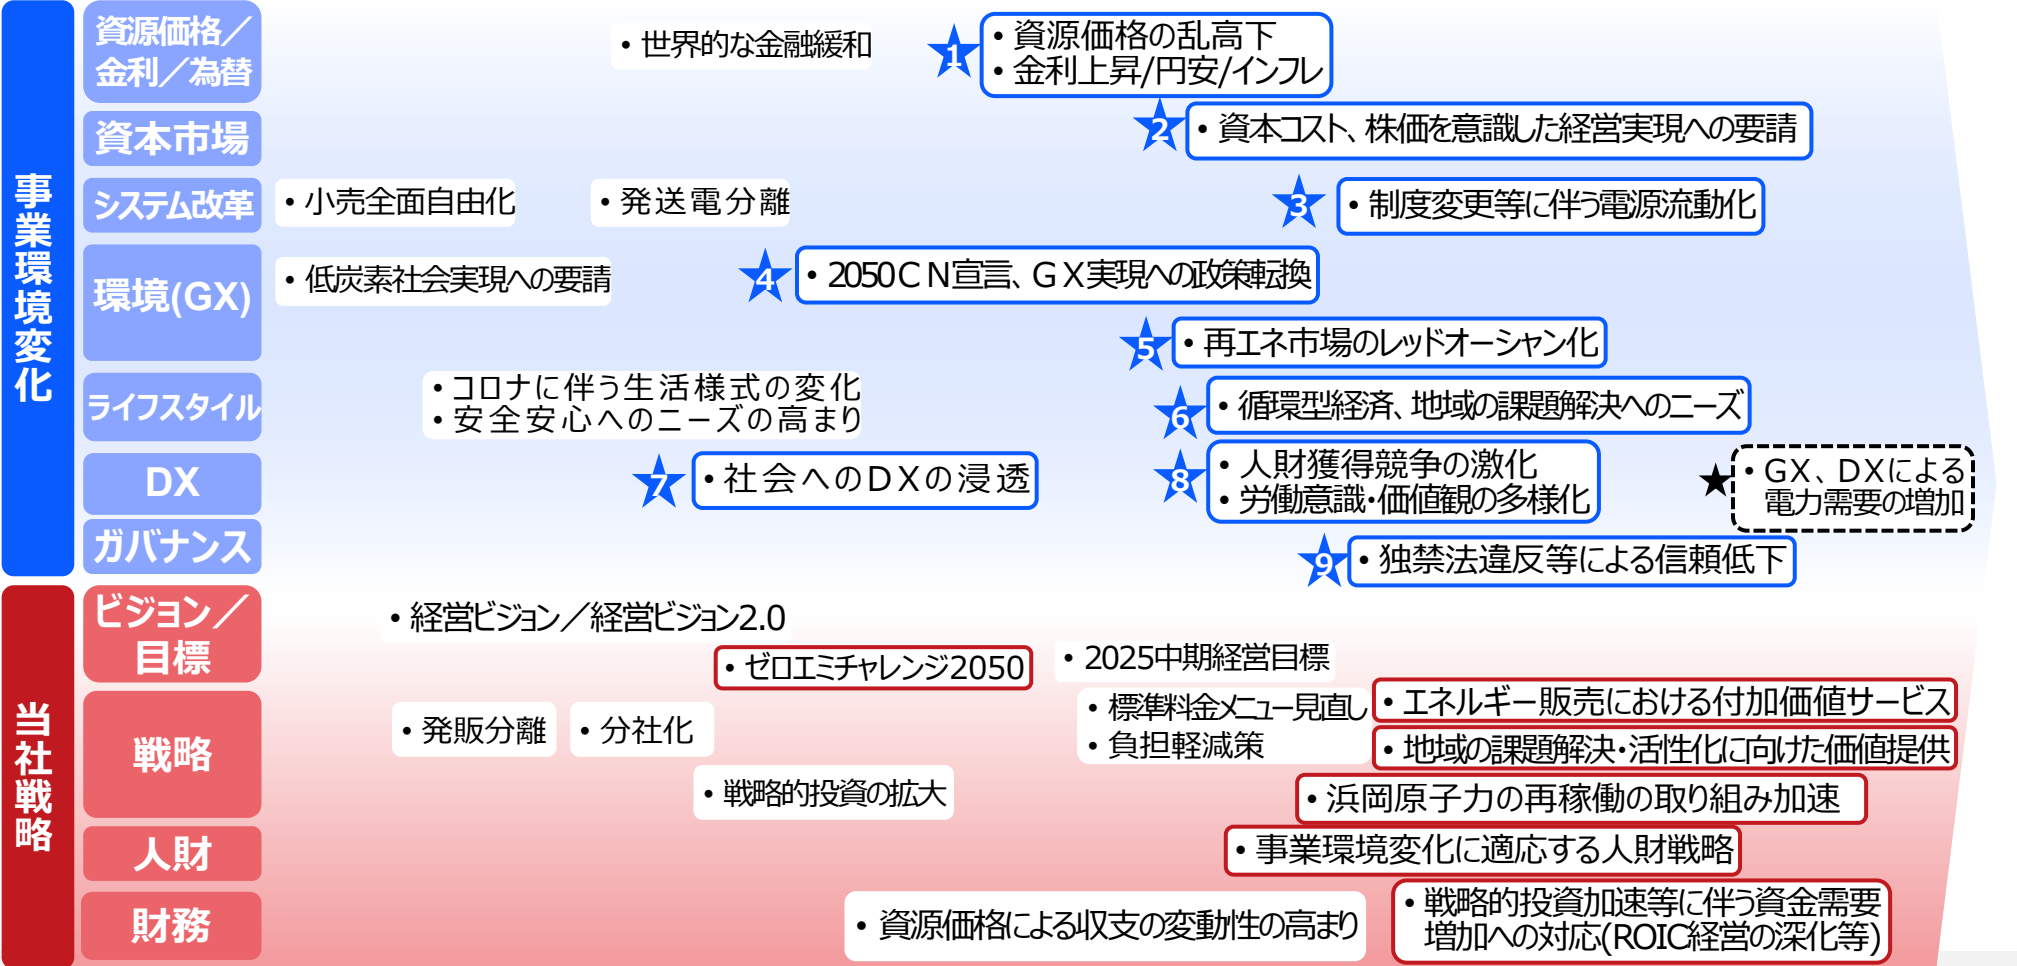 事業環境変化
資源価格／
金利／為替
・世界的な金融緩和
1
・資源価格の乱高下
・金利上昇/円安/インフレ
資本市場
2
・資本コスト、株価を意識した経営実現への要請
システム改革
・小売全面自由化
・発送電分離
3
・制度変更等に伴う電源流動化
環境(GX)
・低炭素社会実現への要請
4
・2050ＣＮ宣言、ＧＸ実現への政策転換
5
・再エネ市場のレッドオーシャン化
ライフスタイル
・コロナに伴う生活様式の変化
・安全安心へのニーズの高まり
6
・循環型経済、地域の課題解決へのニーズ
DX
7
・社会へのＤＸの浸透
8
・人財獲得競争の激化
・労働意識・価値観の多様化
★
・ＧＸ、ＤＸによる
電力需要の増加
ガバナンス
9
・独禁法違反等による信頼低下
当社戦略
ビジョン／
目標
・経営ビジョン／経営ビジョン2.0
・ゼロエミチャレンジ2050
・2025中期経営目標
戦略
・発販分離
・分社化
・標準料金メニュー見直し
・負担軽減策
・エネルギー販売における付加価値サービス
・地域の課題解決・活性化に向けた価値提供
・戦略的投資の拡大
・浜岡原子力の再稼働の取り組み加速
人財
・事業環境変化に適応する人財戦略
財務
・資源価格による収支の変動性の高まり
・戦略的投資加速等に伴う資金需要
増加への対応(ROIC経営の深化等)